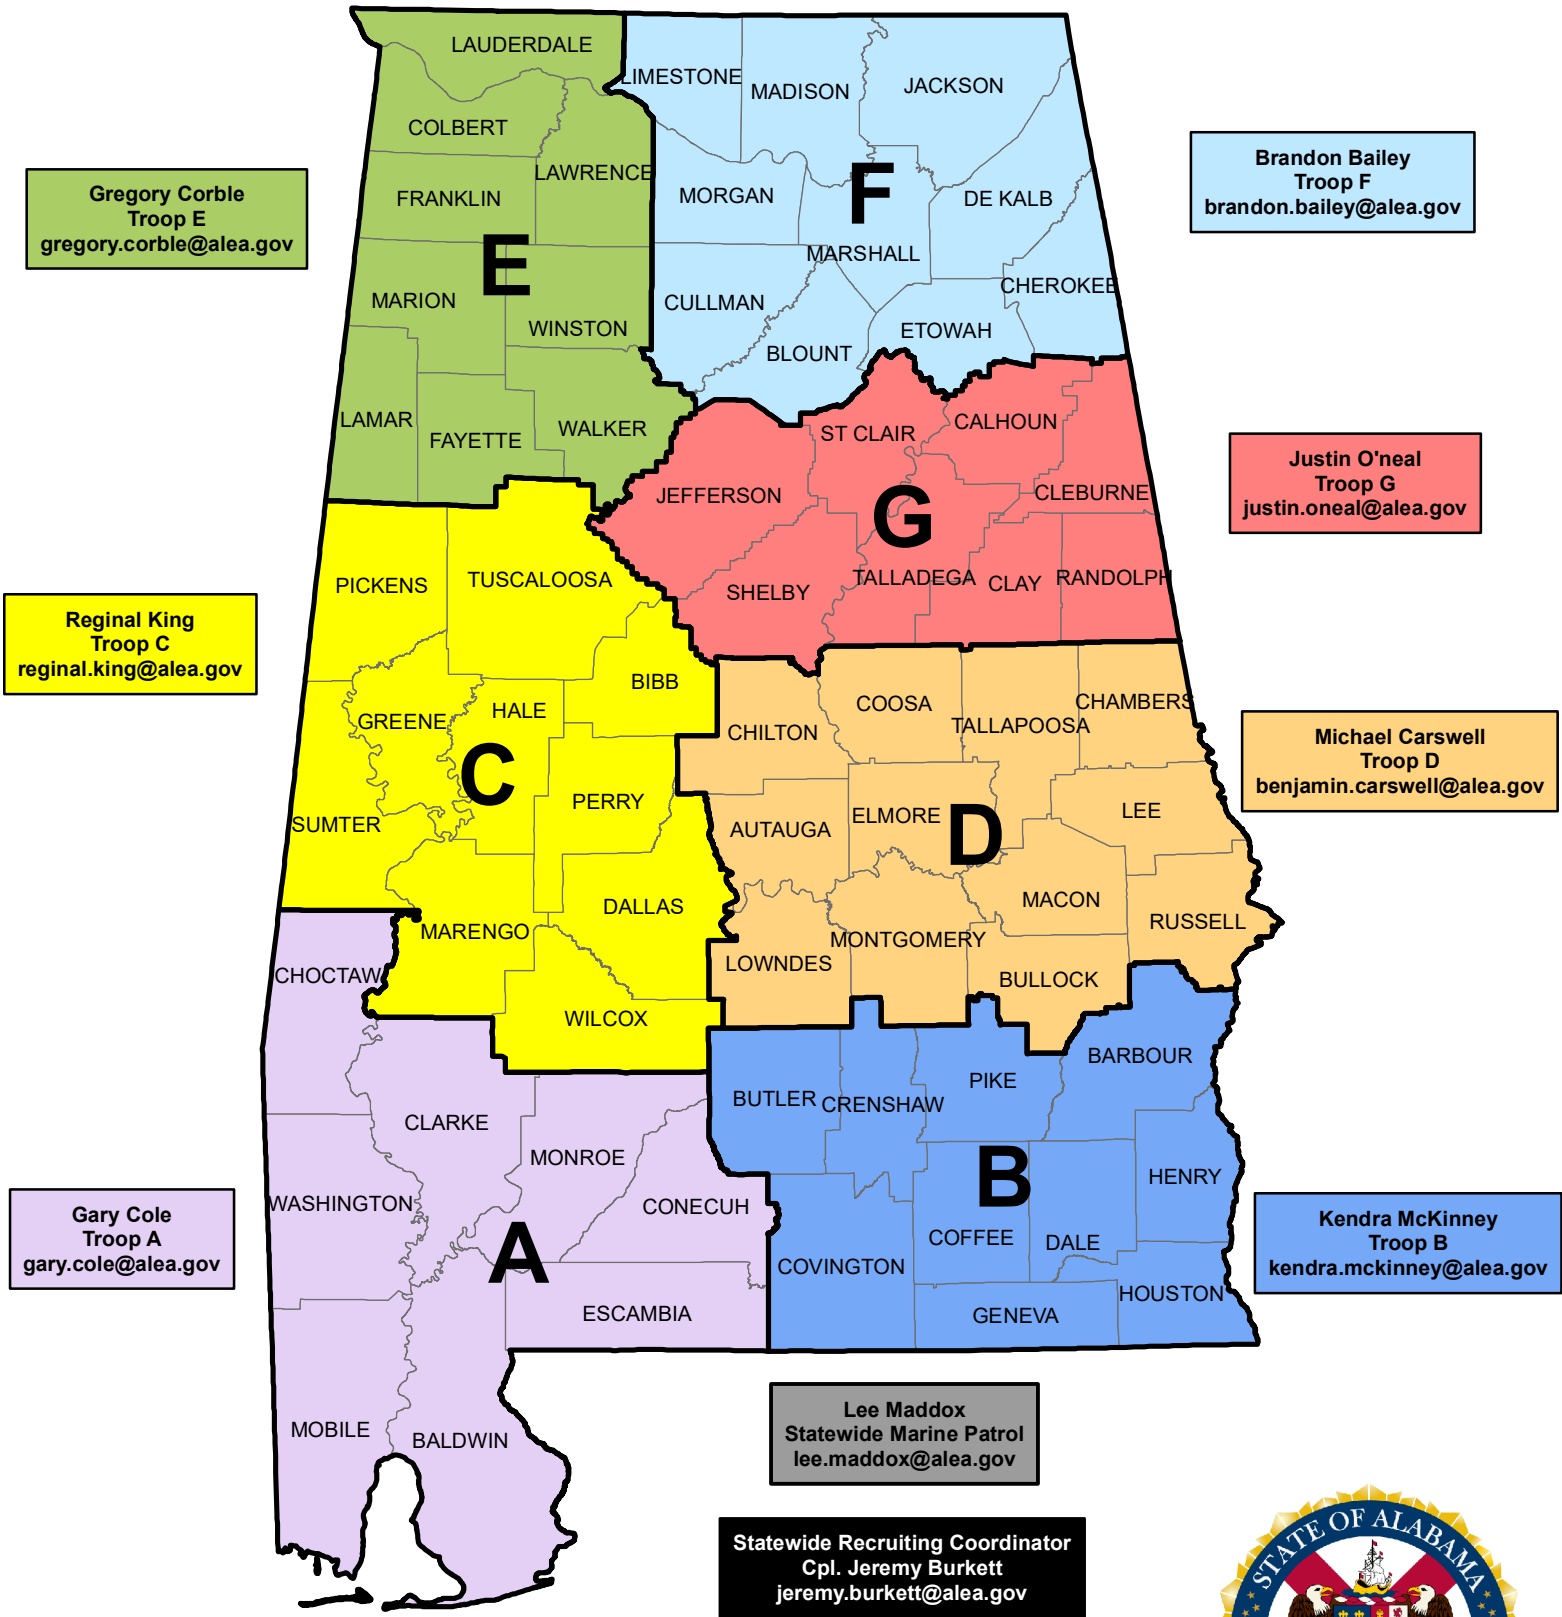 LAUDERDALE
LIMESTONE
MADISON
JACKSON
COLBERT
LAWRENCE
FRANKLIN
MORGAN
DE KALB
F
MARSHALL
E
MARION
WINSTON
CULLMAN
CHEROKEE
ETOWAH
BLOUNT
LAMAR
FAYETTE
WALKER
ST CLAIR
CALHOUN
JEFFERSON
CLEBURNE
G
SHELBY
TALLADEGA
CLAY
RANDOLPH
PICKENS
TUSCALOOSA
BIBB
GREENE
HALE
C
PERRY
SUMTER
DALLAS
MARENGO
WILCOX
CHILTON
COOSA
TALLAPOOSA
CHAMBERS
AUTAUGA
ELMORE
D
LEE
MACON
RUSSELL
LOWNDES
MONTGOMERY
BULLOCK
CHOCTAW
CLARKE
MONROE
WASHINGTON
CONECUH
A
ESCAMBIA
MOBILE
BALDWIN
BUTLER
CRENSHAW
PIKE
BARBOUR
B
HENRY
COFFEE
DALE
COVINGTON
GENEVA
HOUSTON
Gregory Corble
Troop E
gregory.corble@alea.gov
Brandon Bailey
Troop F
brandon.bailey@alea.gov
Justin O'neal
Troop G
justin.oneal@alea.gov
Reginal King
Troop C
reginal.king@alea.gov
Michael Carswell
Troop D
benjamin.carswell@alea.gov
Gary Cole
Troop A
gary.cole@alea.gov
Kendra McKinney
Troop B
kendra.mckinney@alea.gov
Lee Maddox
Statewide Marine Patrol
lee.maddox@alea.gov
Statewide Recruiting Coordinator
Cpl. Jeremy Burkett
jeremy.burkett@alea.gov
STATE OF ALABAMA